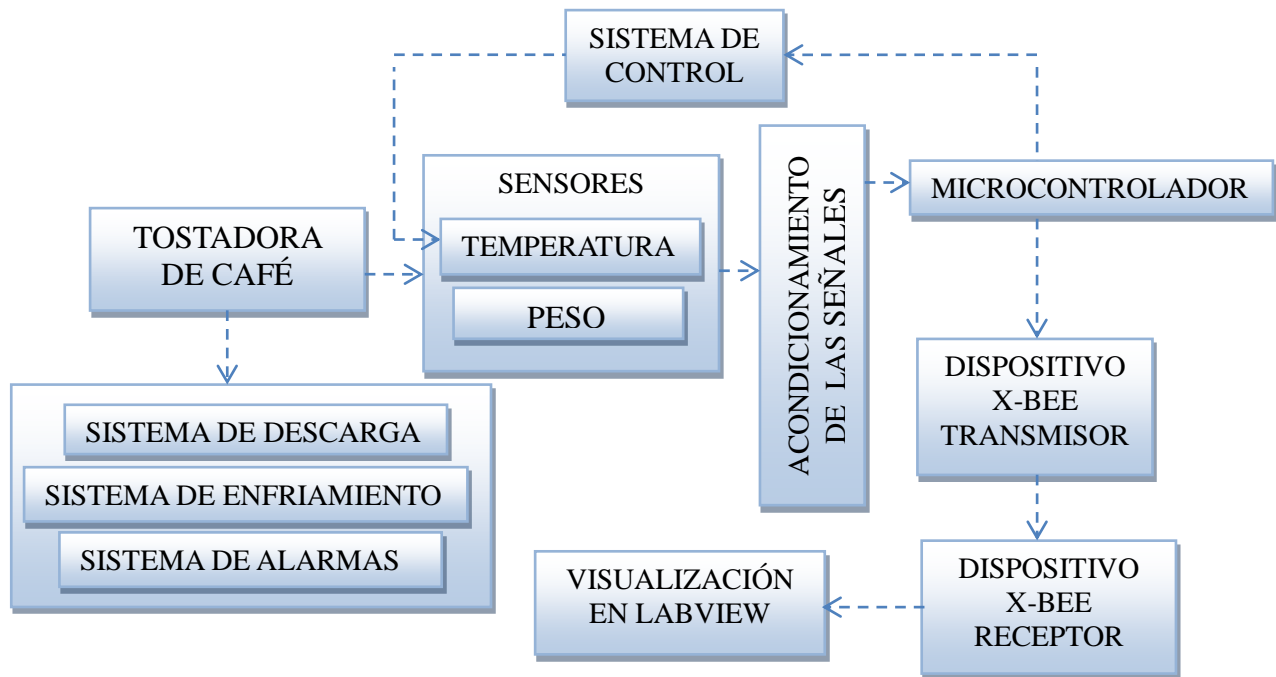 SISTEMA DE
CONTROL
SENSORES
TEMPERATURA
PESO
TOSTADORA
DE CAFÉ
ACONDICIONAMIENTO
DE LAS SEÑALES
MICROCONTROLADOR
SISTEMA DE DESCARGA
SISTEMA DE ENFRIAMIENTO
SISTEMA DE ALARMAS
DISPOSITIVO
X-BEE
TRANSMISOR
DISPOSITIVO
X-BEE
RECEPTOR
VISUALIZACIÓN
EN LABVIEW